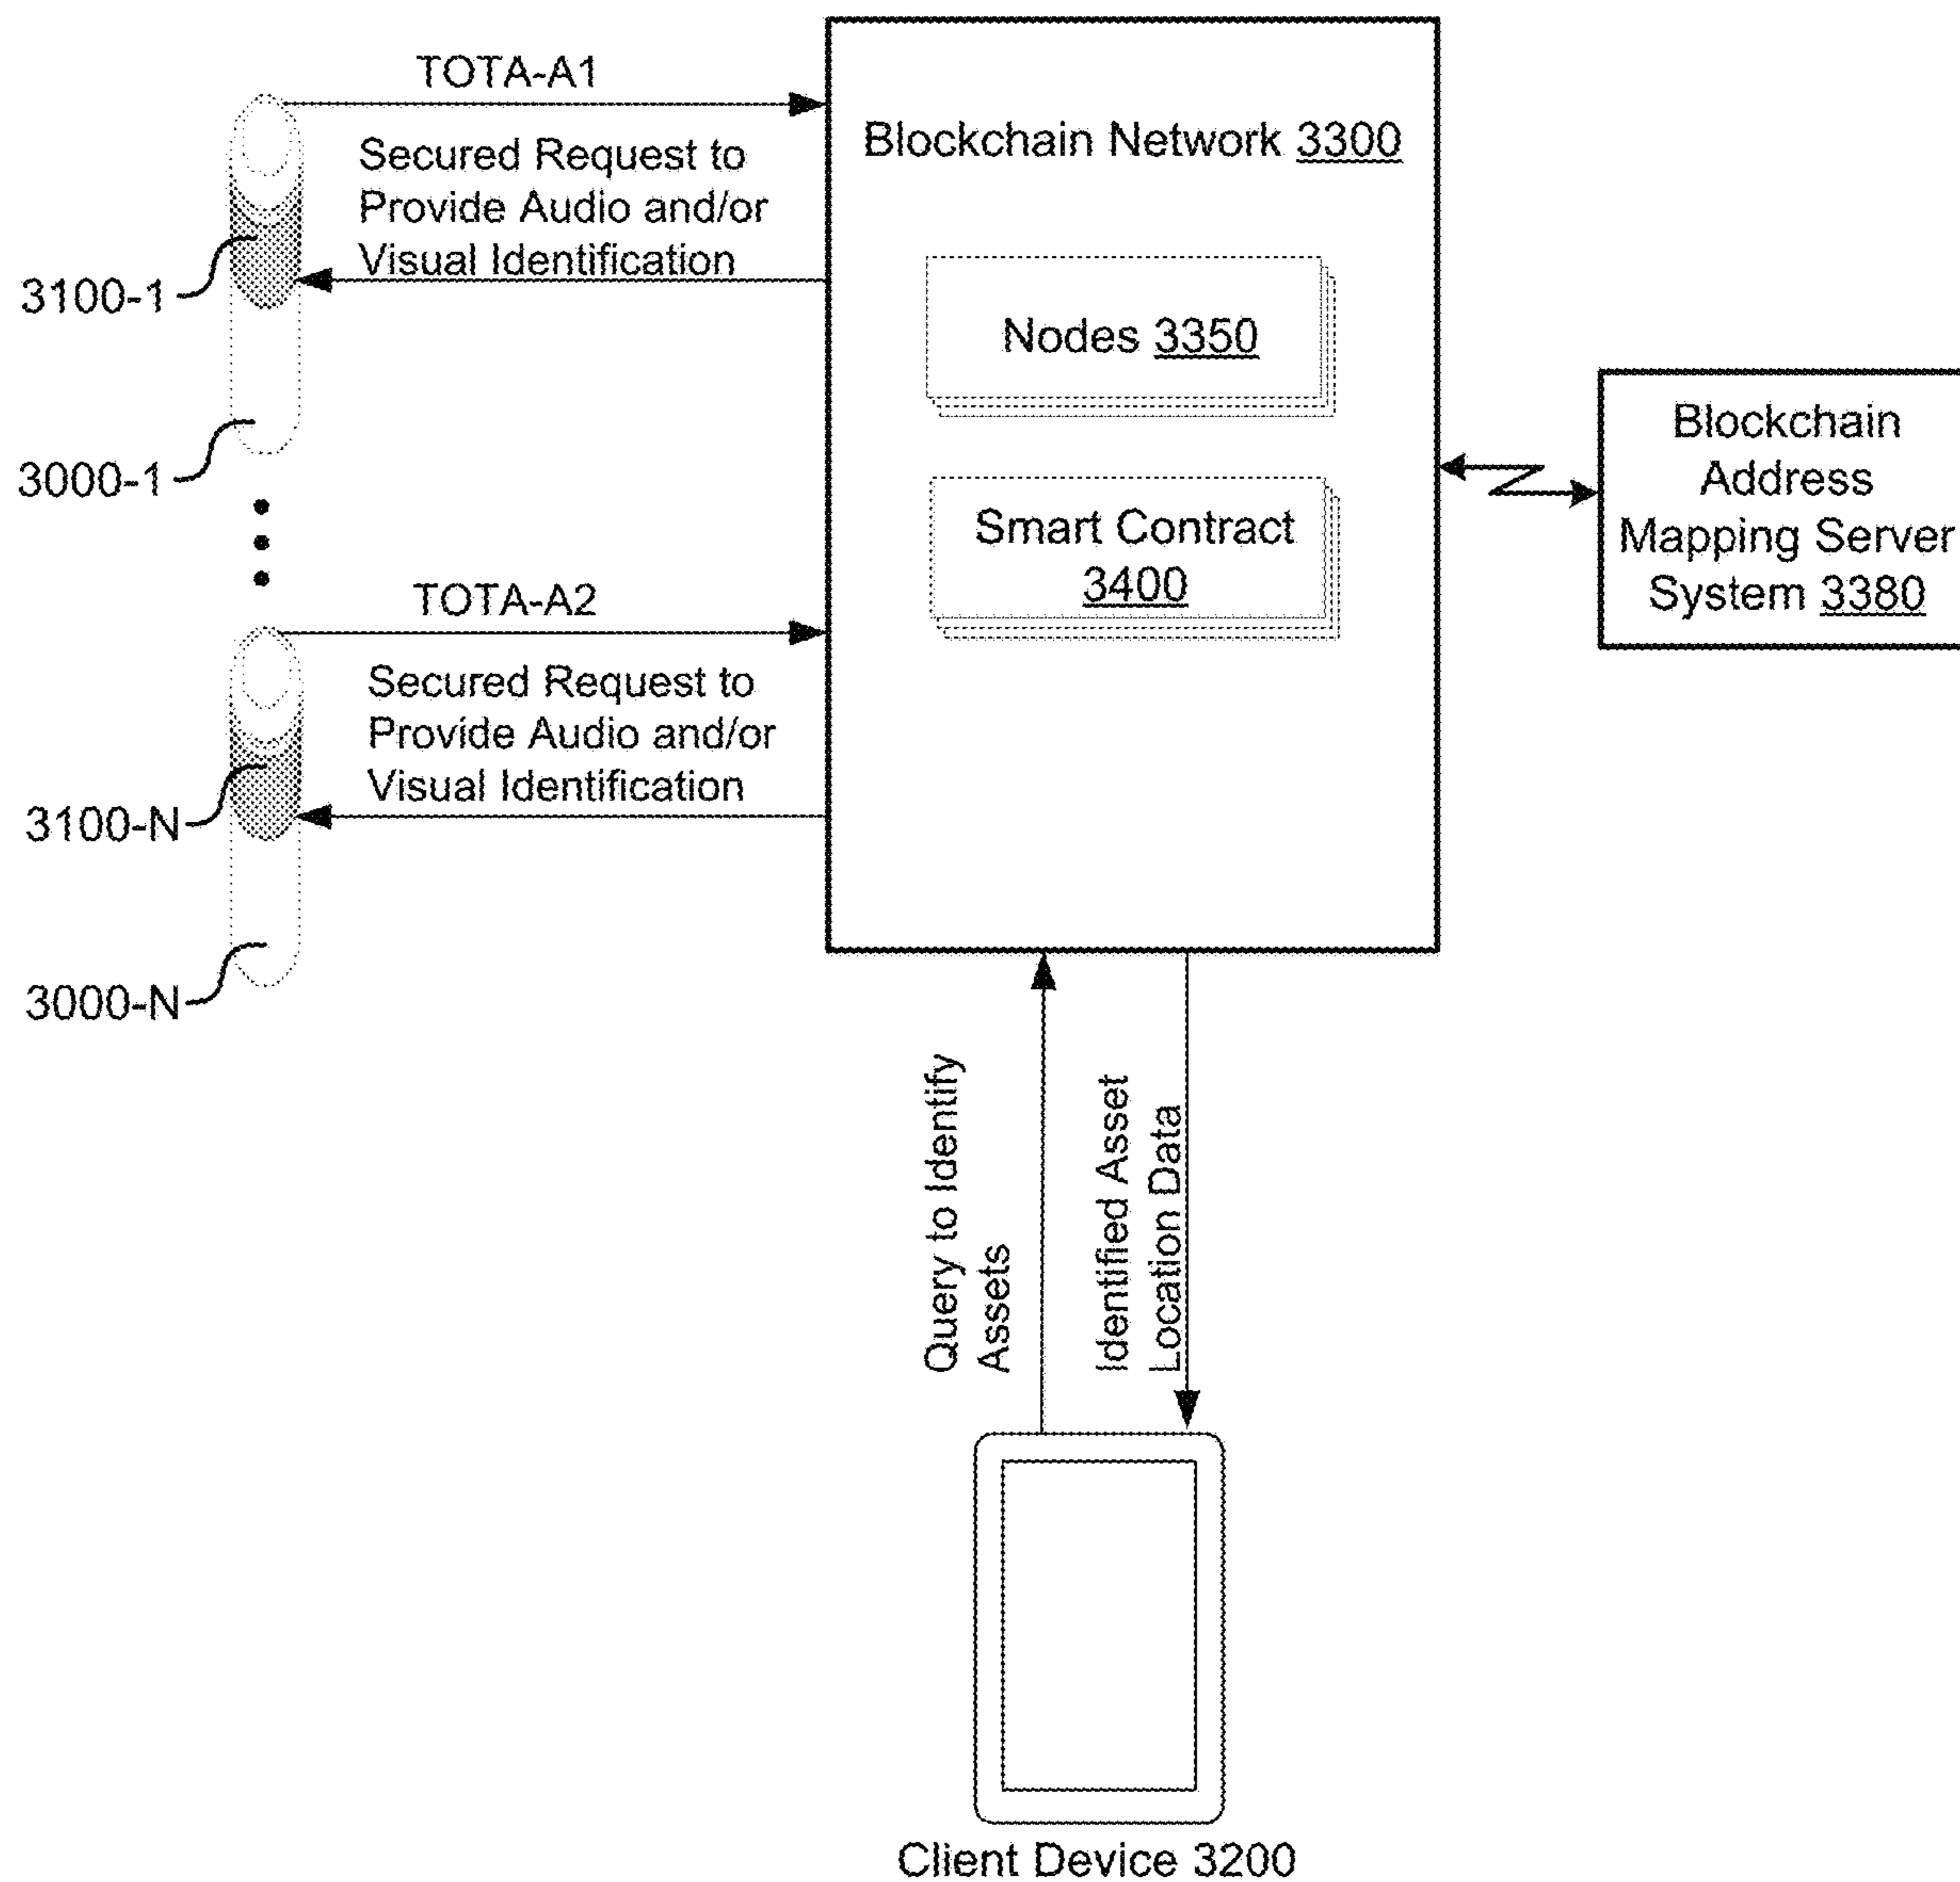 TOTA-A1
Secured Request to
Provide Audio and/or
Visual Identification
3100-1
3000-1
TOTA-A2
Secured Request to
Provide Audio and/or
Visual Identification
3100-N
3000-N
Blockchain Network 3300
Nodes 3350
Smart Contract
3400
Blockchain
Address
Mapping Server
System 3380
Query to Identify
Assets
Identified Asset
Location Data
Client Device 3200